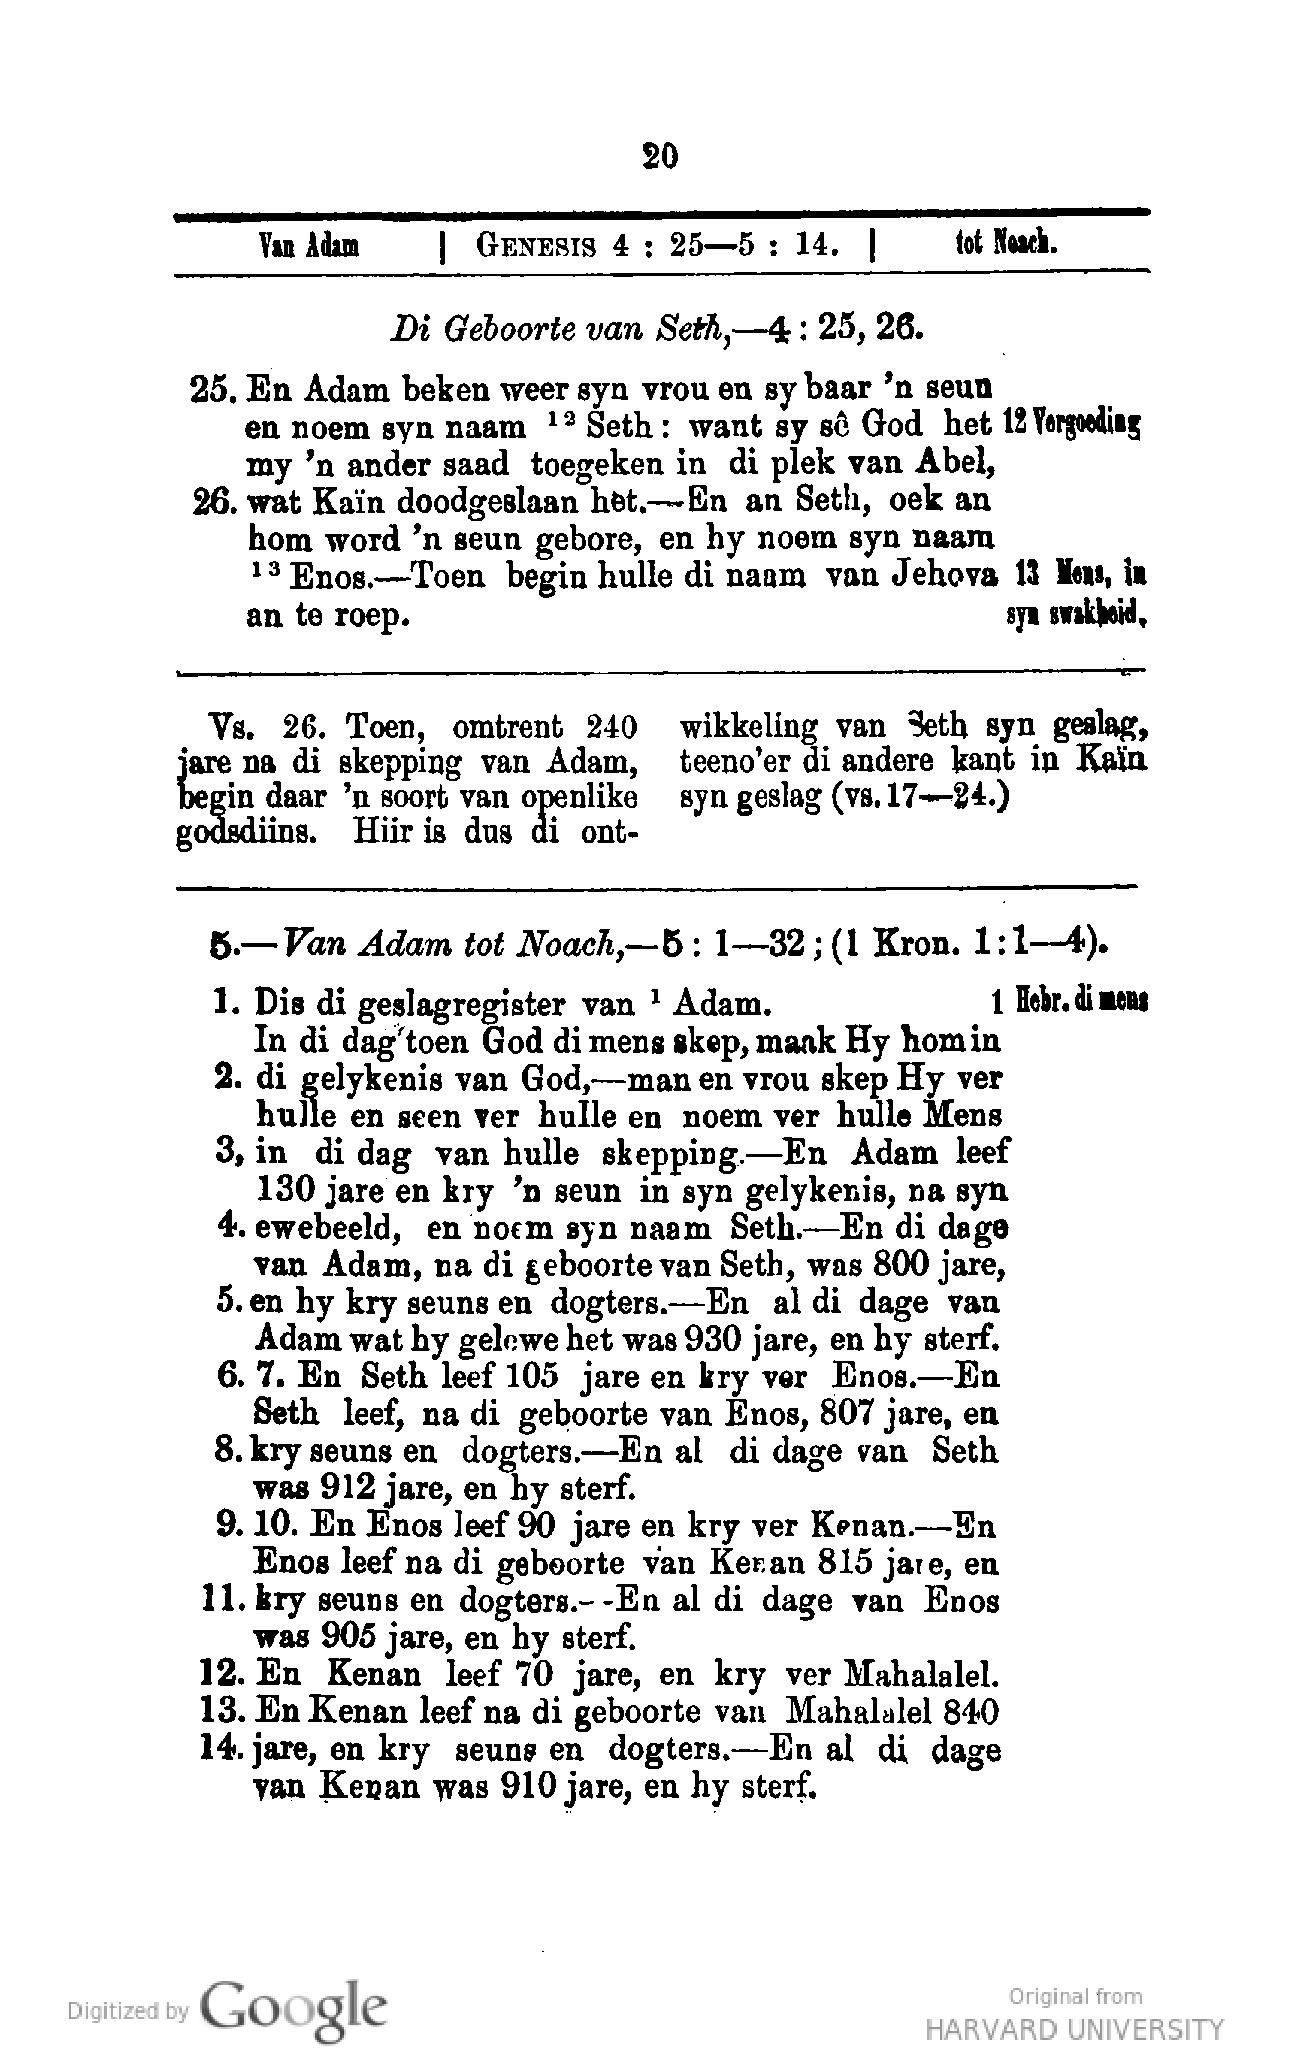 20
Van Adam | GENESIS 4 : 25—5 : 14. | tot Noach.
Di Geboorte van Seth,—4 : 25, 26.
25. En Adam beken weer syn vrou en sy baar 'n seun
en noem syn naam ¹² Seth : want sy sê God het 12 Vergoeding
my 'n ander saad toegeken in di plek van Abel,
26. wat Kaïn doodgeslaan het.—En an Seth, oek an
hom word 'n seun gebore, en hy noem syn naam
¹³ Enos.—Toen begin hulle di naam van Jehova 13 Mens, in
an te roep. syn swakheid.
Vs. 26. Toen, omtrent 240
jare na di skepping van Adam,
begin daar 'n soort van openlike
godsdiins. Hiir is dus di ont-
wikkeling van Seth syn geslag,
teeno'er di andere kant in Kaïn
syn geslag (vs. 17—24.)
5.—Van Adam tot Noach,—5 : 1—32 ; (1 Kron. 1 : 1—4).
1. Dis di geslagregister van ¹ Adam. 1 Hebr. di mens
In di dag toen God di mens skep, maak Hy hom in
2. di gelykenis van God,—man en vrou skep Hy ver
hulle en seen ver hulle en noem ver hulle Mens
3, in di dag van hulle skepping.—En Adam leef
130 jare en kry 'n seun in syn gelykenis, na syn
4. ewebeeld, en noem syn naam Seth.—En di dage
van Adam, na di geboorte van Seth, was 800 jare,
5. en hy kry seuns en dogters.—En al di dage van
Adam wat hy gelewe het was 930 jare, en hy sterf.
6. 7. En Seth leef 105 jare en kry ver Enos.—En
Seth leef, na di geboorte van Enos, 807 jare, en
8. kry seuns en dogters.—En al di dage van Seth
was 912 jare, en hy sterf.
9. 10. En Enos leef 90 jare en kry ver Kenan.—En
Enos leef na di geboorte van Kenan 815 jare, en
11. kry seuns en dogters.--En al di dage van Enos
was 905 jare, en hy sterf.
12. En Kenan leef 70 jare, en kry ver Mahalalel.
13. En Kenan leef na di geboorte van Mahalalel 840
14. jare, en kry seuns en dogters.—En al di dage
van Kenan was 910 jare, en hy sterf.
Digitized by Google
Original from
HARVARD UNIVERSITY